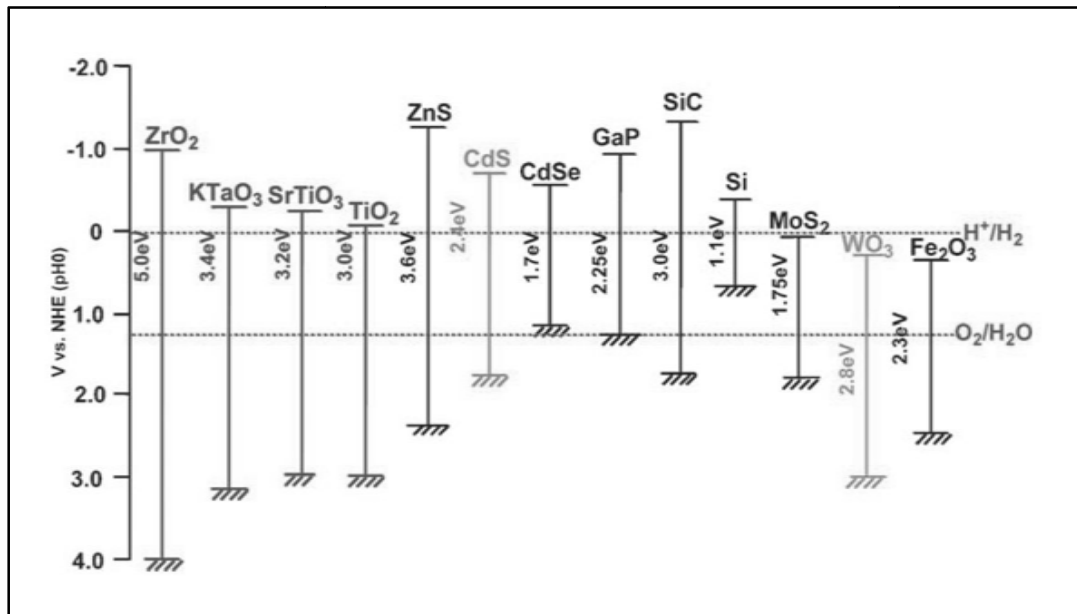 V vs. NHE (pH0)
-2.0
-1.0
0
1.0
2.0
3.0
4.0
ZrO₂
5.0eV
KTaO₃
3.4eV
SrTiO₃
3.2eV
TiO₂
3.0eV
ZnS
3.6eV
CdS
2.4eV
CdSe
1.7eV
GaP
2.25eV
SiC
3.0eV
Si
1.1eV
MoS₂
1.75eV
WO₃
2.8eV
Fe₂O₃
2.3eV
H⁺/H₂
O₂/H₂O